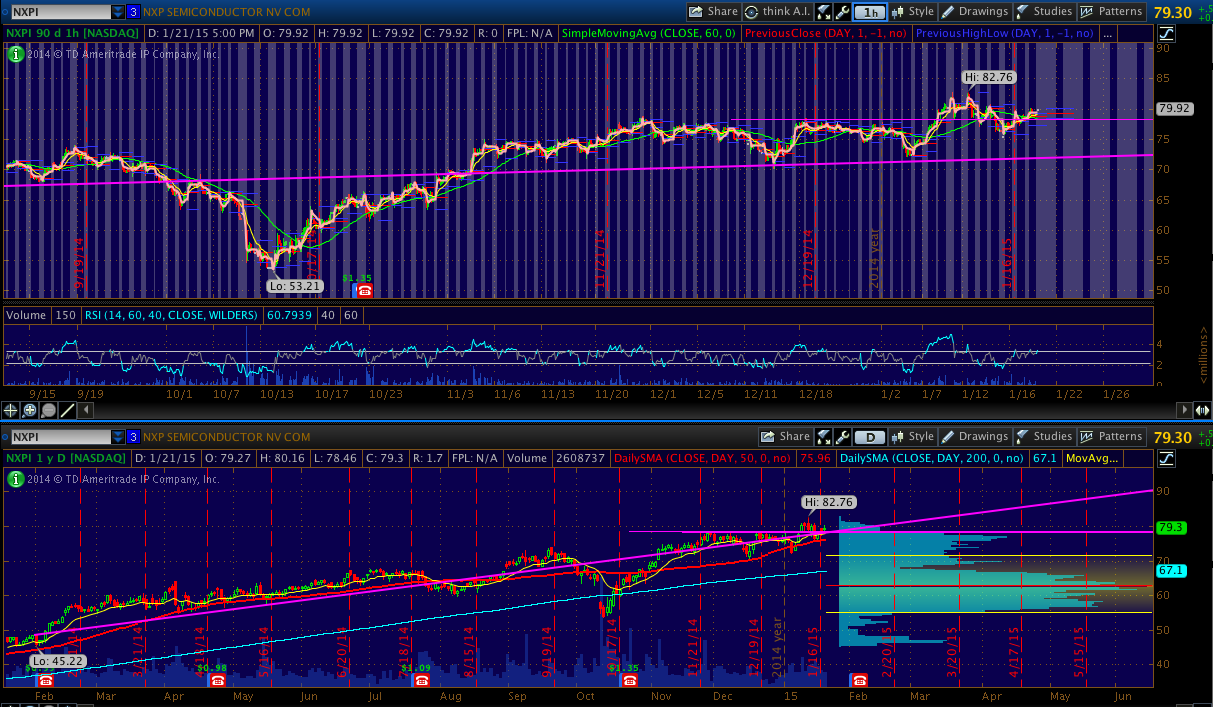 NXPI 3 NXP SEMICONDUCTOR NV COM Share think A.I. 1h Style Drawings Studies Patterns 79.30
NXPI 90 d 1h [NASDAQ] D: 1/21/15 5:00 PM O: 79.92 H: 79.92 L: 79.92 C: 79.92 R: 0 FPL: N/A SimpleMovingAvg (CLOSE, 60, 0) PreviousClose (DAY, 1, -1, no) PreviousHighLow (DAY, 1, -1, no) ...
2014 © TD Ameritrade IP Company, Inc.
90
Hi: 82.76
85
79.92
75
70
65
60
55
50
9/19/14
11/21/14
12/19/14
2014 year
1/16/15
Lo: 53.21
$1.35
Volume 150 RSI (14, 60, 40, CLOSE, WILDERS) 60.7939 40 60
4
2
0
<millions>
9/15 9/19 10/1 10/7 10/13 10/17 10/23 11/3 11/6 11/13 11/20 12/1 12/5 12/11 12/18 1/2 1/7 1/12 1/16 1/22 1/26
NXPI 3 NXP SEMICONDUCTOR NV COM Share D Style Drawings Studies Patterns 79.30
NXPI 1 y D [NASDAQ] D: 1/21/15 O: 79.27 H: 80.16 L: 78.46 C: 79.3 R: 1.7 FPL: N/A Volume 2608737 DailySMA (CLOSE, DAY, 50, 0, no) 75.96 DailySMA (CLOSE, DAY, 200, 0, no) 67.1 MovAvg...
2014 © TD Ameritrade IP Company, Inc.
90
Hi: 82.76
79.3
70
67.1
60
50
40
3/21/14
5/16/14
6/20/14
7/18/14
8/15/14
9/19/14
10/17/14
11/21/14
12/19/14
2014 year
1/16/15
2/20/15
3/20/15
4/17/15
5/15/15
Lo: 45.22
$0.98
$1.09
$1.35
Feb Mar Apr May Jun Jul Aug Sep Oct Nov Dec 15 Feb Mar Apr May Jun